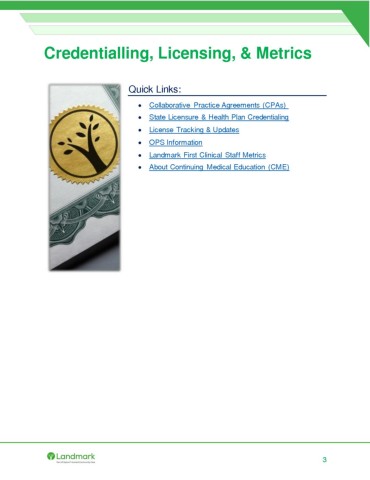 Credentialling, Licensing, & Metrics
Quick Links:
• Collaborative Practice Agreements (CPAs)
• State Licensure & Health Plan Credentialing
• License Tracking & Updates
• OPS Information
• Landmark First Clinical Staff Metrics
• About Continuing Medical Education (CME)
Landmark
3